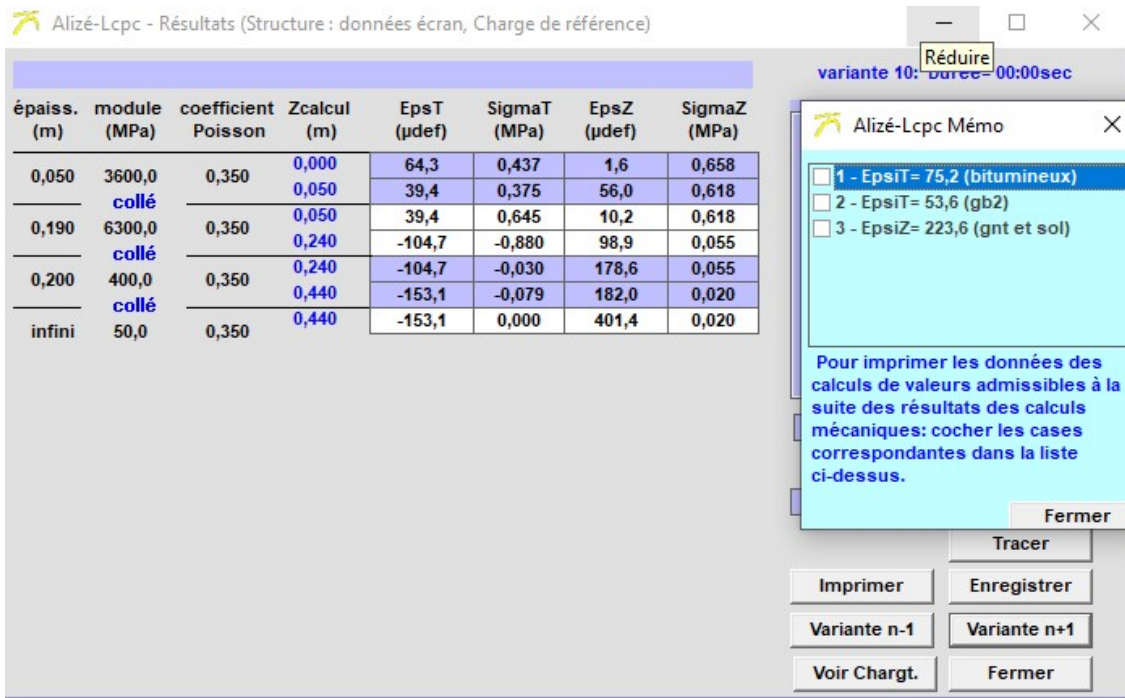 Alizé-Lcpc - Résultats (Structure : données écran, Charge de référence)
Réduire
variante 10: Durée= 00:00sec
épaiss. module coefficient Zcalcul EpsT SigmaT EpsZ SigmaZ
(m) (MPa) Poisson (m) (µdef) (MPa) (µdef) (MPa)
0,000 64,3 0,437 1,6 0,658
0,050 3600,0 0,350
collé 0,050 39,4 0,375 56,0 0,618
0,050 39,4 0,645 10,2 0,618
0,190 6300,0 0,350
collé 0,240 -104,7 -0,880 98,9 0,055
0,240 -104,7 -0,030 178,6 0,055
0,200 400,0 0,350
collé 0,440 -153,1 -0,079 182,0 0,020
0,440 -153,1 0,000 401,4 0,020
infini 50,0 0,350
Alizé-Lcpc Mémo
1 - EpsiT= 75,2 (bitumineux)
2 - EpsiT= 53,6 (gb2)
3 - EpsiZ= 223,6 (gnt et sol)
Pour imprimer les données des
calculs de valeurs admissibles à la
suite des résultats des calculs
mécaniques: cocher les cases
correspondantes dans la liste
ci-dessus.
Fermer
Tracer
Imprimer Enregistrer
Variante n-1 Variante n+1
Voir Chargt. Fermer